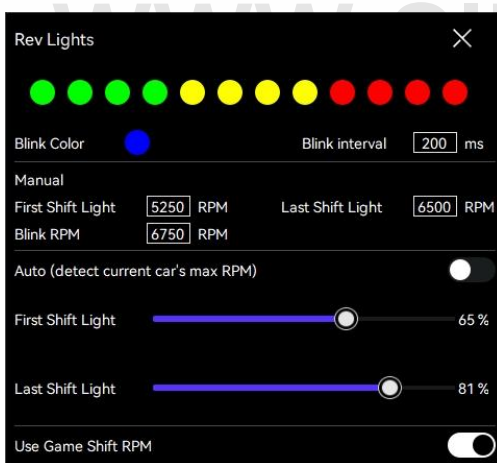 Rev Lights
Blink Color Blink interval 200 ms
Manual
First Shift Light 5250 RPM Last Shift Light 6500 RPM
Blink RPM 6750 RPM
Auto (detect current car's max RPM)
First Shift Light 65 %
Last Shift Light 81 %
Use Game Shift RPM